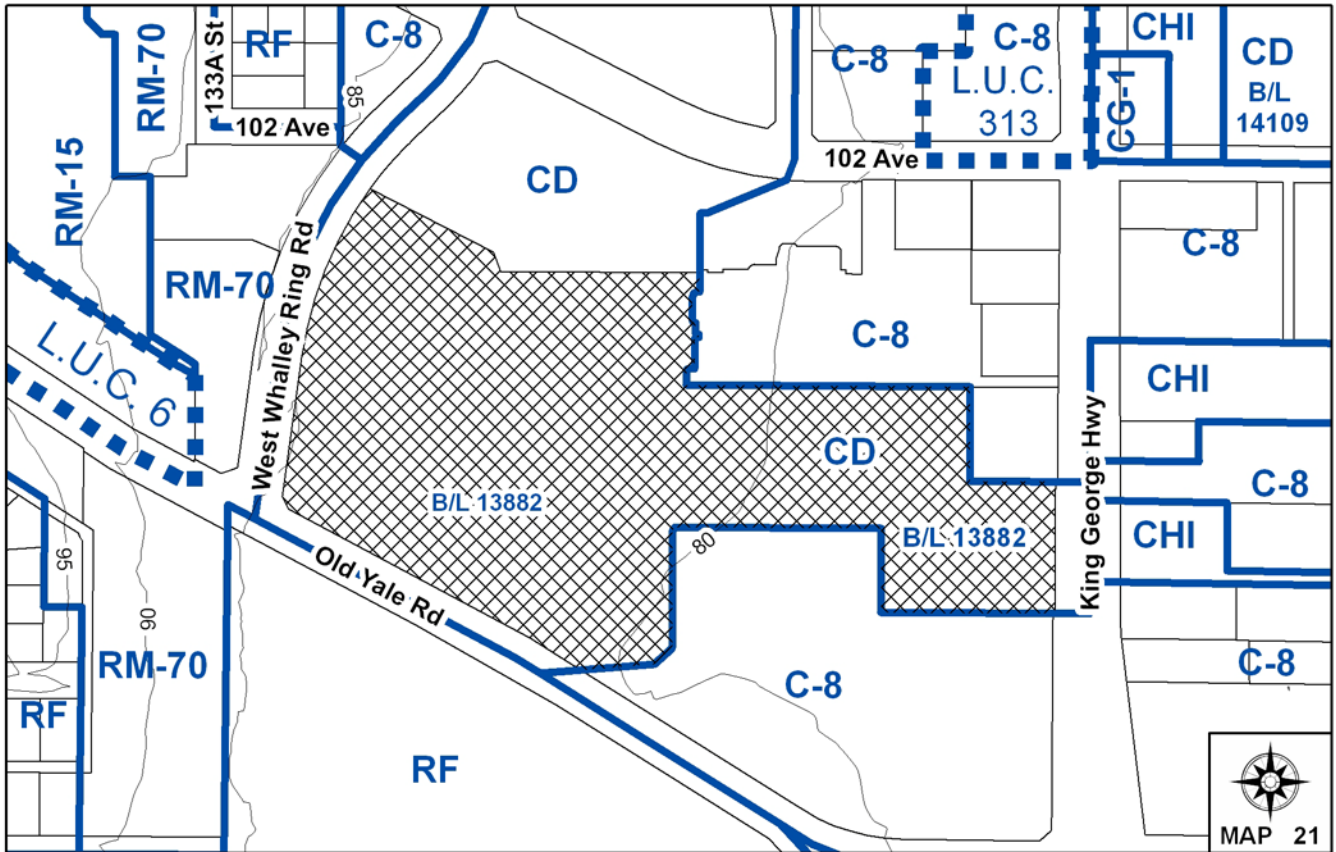 133A St
RF
C-8
C-8
C-8
L.U.C.
313
CHI
CG-1
CD
B/L
14109
RM-70
85
102 Ave
102 Ave
RM-15
CD
C-8
RM-70
West Whalley Ring Rd
C-8
L.U.C. 6
CHI
King George Hwy
CD
B/L 13882
B/L 13882
C-8
CHI
80
Old Yale Rd
95
90
RM-70
C-8
C-8
RF
RF
MAP 21